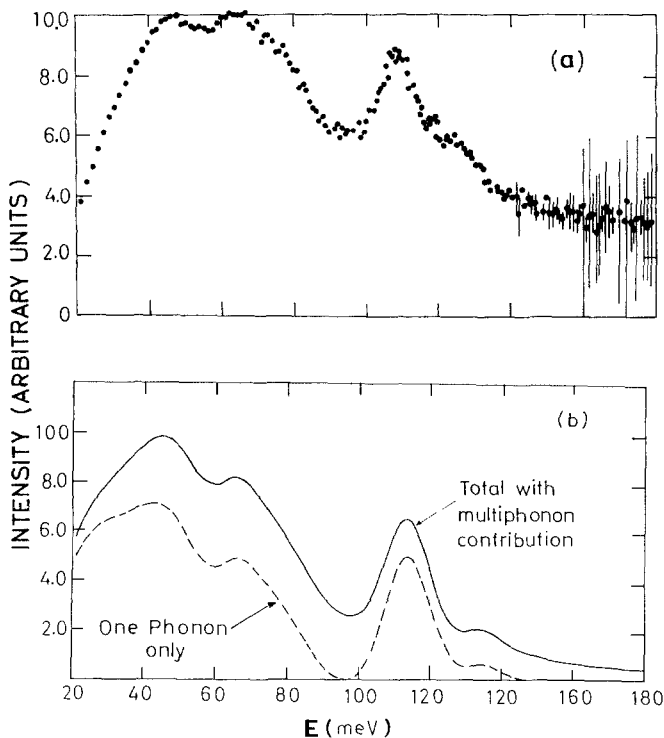 10.0
8.0
6.0
4.0
2.0
0
(a)
INTENSITY (ARBITRARY UNITS)
100
8.0
6.0
4.0
2.0
(b)
Total with
multiphonon
contribution
One Phonon
only
20 40 60 80 100 120 140 160 180
E (meV)